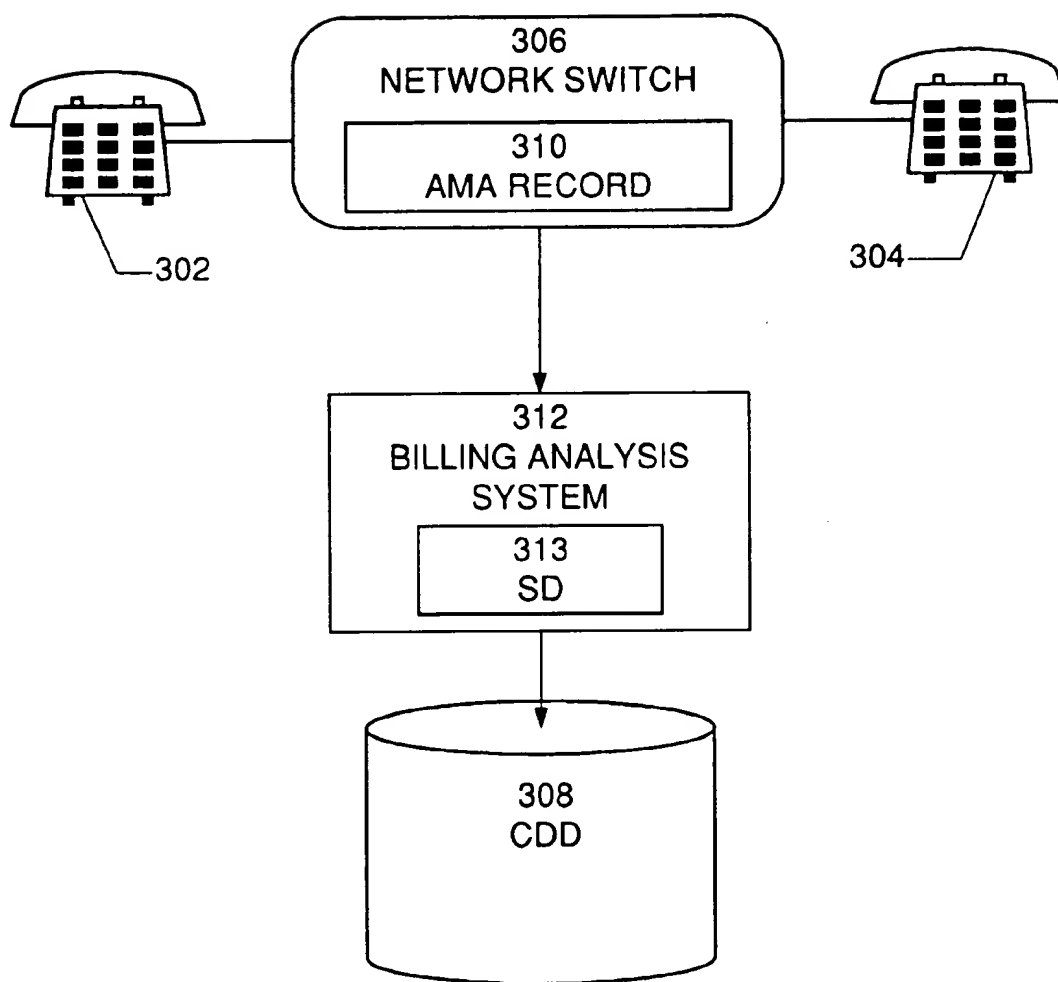 306
NETWORK SWITCH
310
AMA RECORD
302
304
312
BILLING ANALYSIS
SYSTEM
313
SD
308
CDD